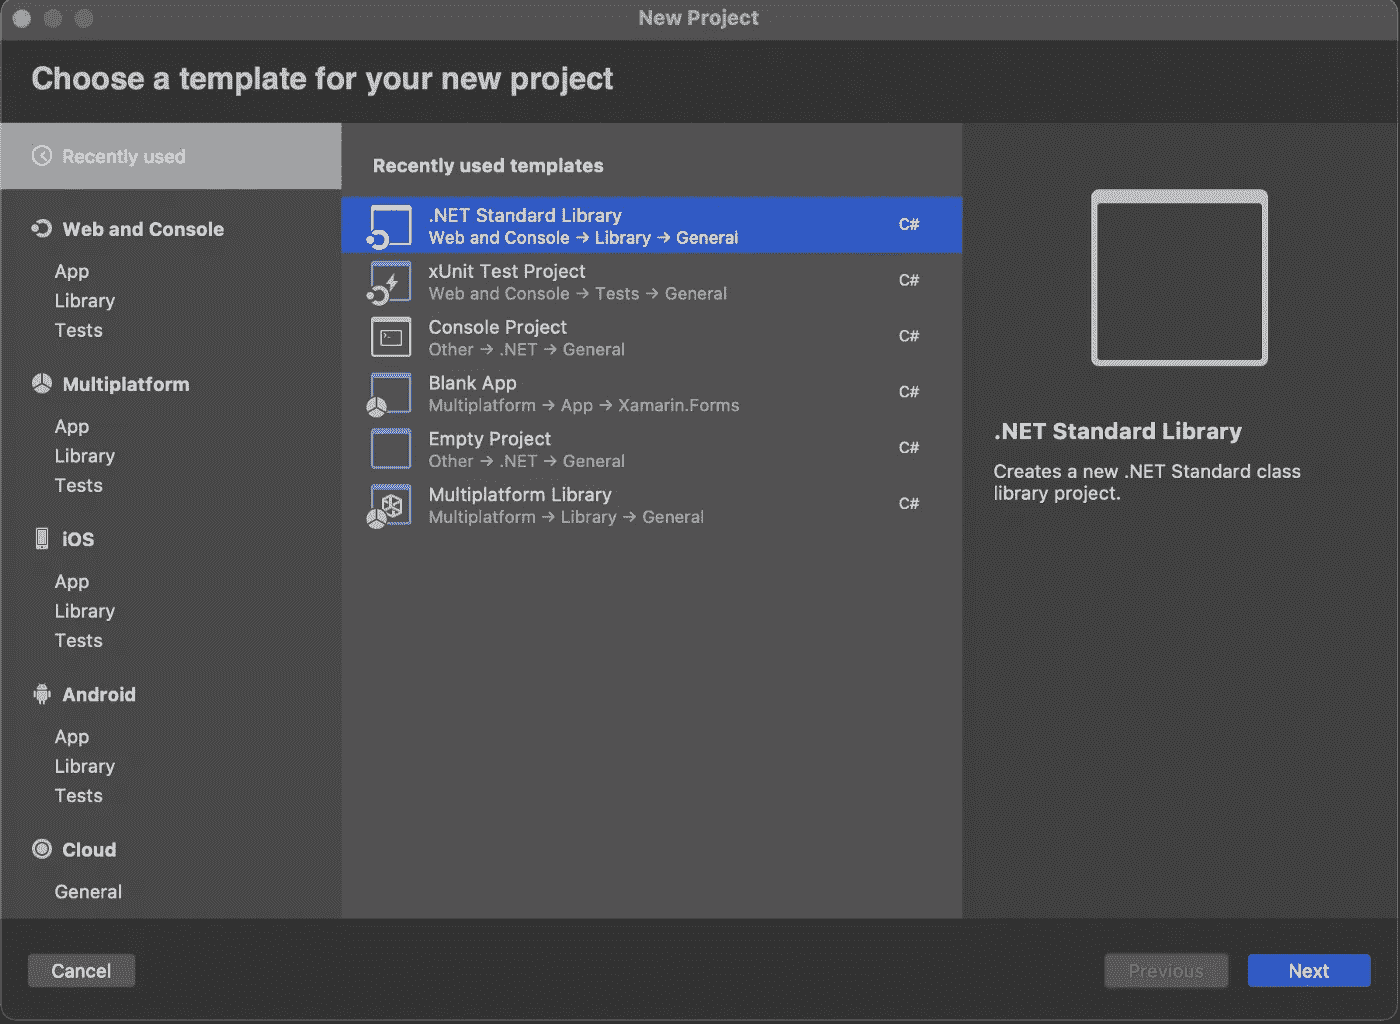 New Project
Choose a template for your new project
Recently used
Web and Console
App
Library
Tests
Multiplatform
App
Library
Tests
iOS
App
Library
Tests
Android
App
Library
Tests
Cloud
General
Recently used templates
.NET Standard Library
C#
Web and Console → Library → General
xUnit Test Project
C#
Web and Console → Tests → General
Console Project
C#
Other → .NET → General
Blank App
C#
Multiplatform → App → Xamarin.Forms
Empty Project
C#
Other → .NET → General
Multiplatform Library
C#
Multiplatform → Library → General
.NET Standard Library
Creates a new .NET Standard class
library project.
Cancel
Previous
Next